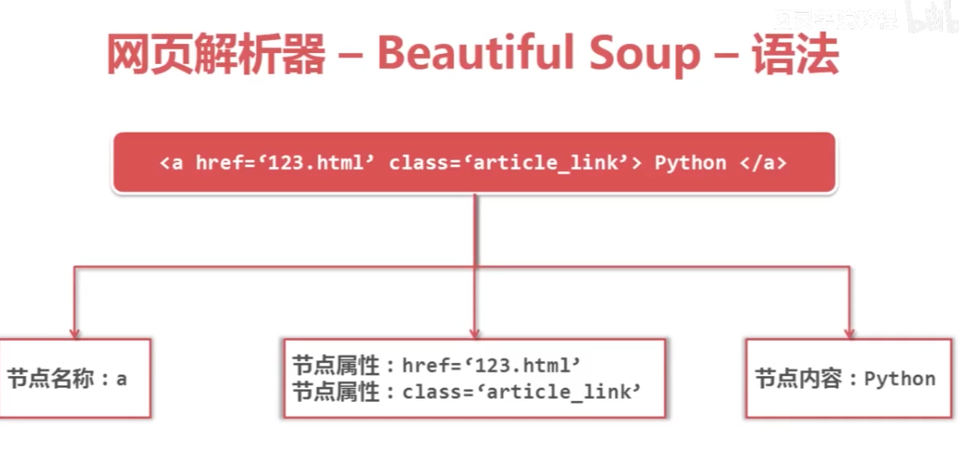 网页解析器 – Beautiful Soup – 语法
<a href=‘123.html’ class=‘article_link’> Python </a>
节点名称：a
节点属性：href=‘123.html’
节点属性：class=‘article_link’
节点内容：Python